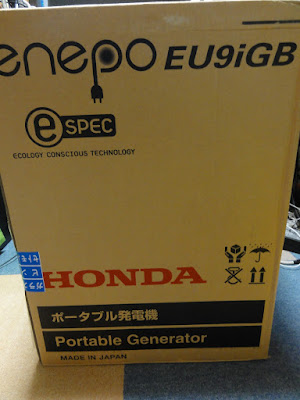 enepo EU9iGB
e SPEC
ECOLOGY CONSCIOUS TECHNOLOGY
HONDA
ポータブル発電機
Portable Generator
MADE IN JAPAN